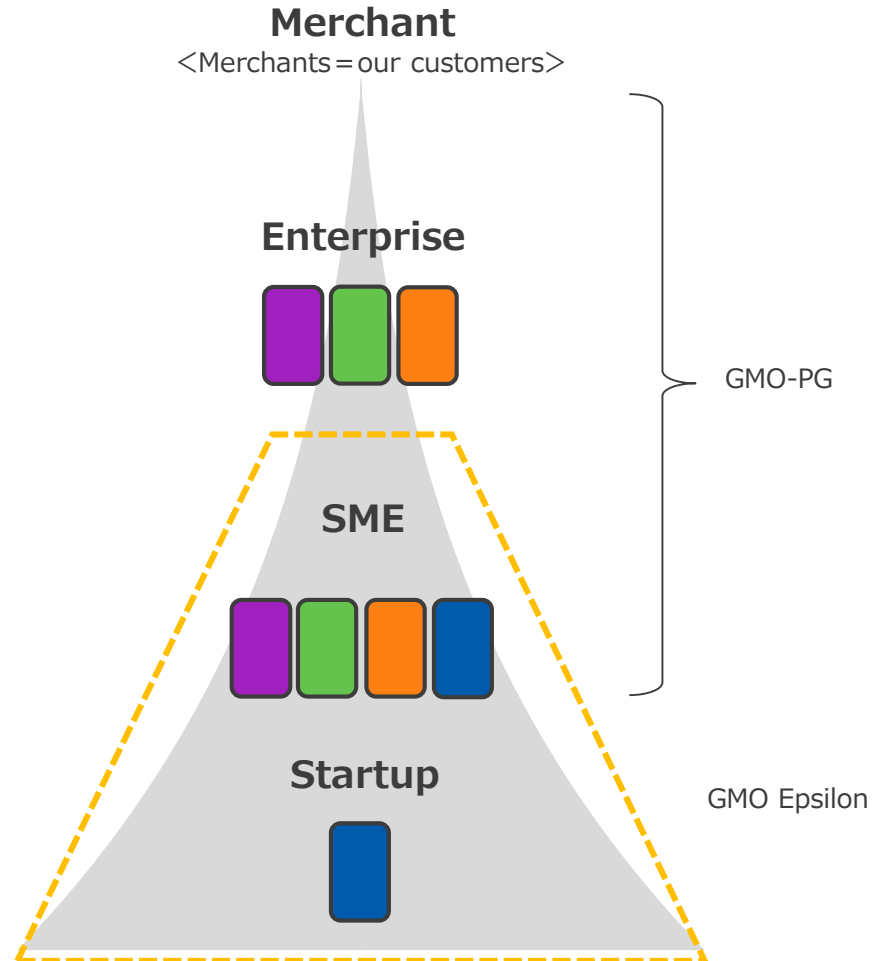 Merchant
＜Merchants＝our customers＞
Enterprise
GMO-PG
SME
Startup
GMO Epsilon